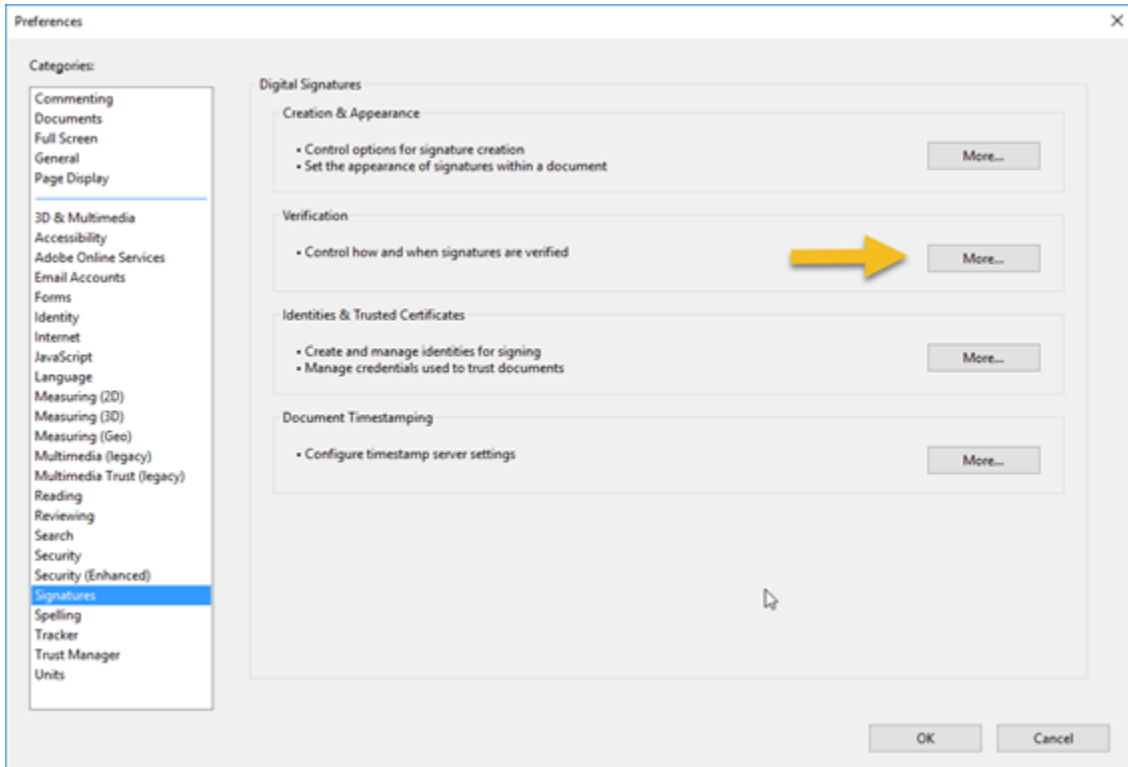 Preferences
Categories:
Commenting
Documents
Full Screen
General
Page Display
3D & Multimedia
Accessibility
Adobe Online Services
Email Accounts
Forms
Identity
Internet
JavaScript
Language
Measuring (2D)
Measuring (3D)
Measuring (Geo)
Multimedia (legacy)
Multimedia Trust (legacy)
Reading
Reviewing
Search
Security
Security (Enhanced)
Signatures
Spelling
Tracker
Trust Manager
Units
Digital Signatures
Creation & Appearance
• Control options for signature creation
• Set the appearance of signatures within a document
More...
Verification
• Control how and when signatures are verified
More...
Identities & Trusted Certificates
• Create and manage identities for signing
• Manage credentials used to trust documents
More...
Document Timestamping
• Configure timestamp server settings
More...
OK
Cancel